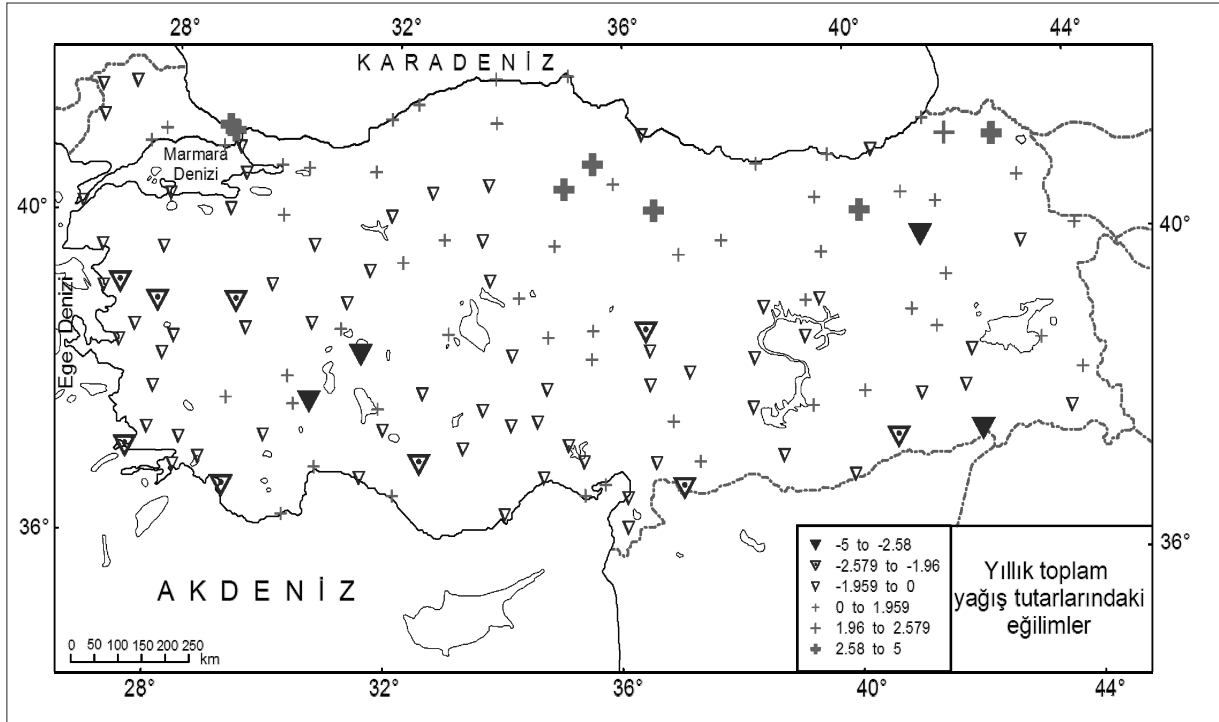 28° 32° 36° 40° 44°
KARADENİZ
Marmara
Denizi
40° 40°
Ege Denizi
36° 36°
AKDENİZ
-5 to -2.58
-2.579 to -1.96
-1.959 to 0
0 to 1.959
1.96 to 2.579
2.58 to 5
Yıllık toplam
yağış tutarlarındaki
eğilimler
0 50 100 150 200 250
km
28° 32° 36° 40° 44°